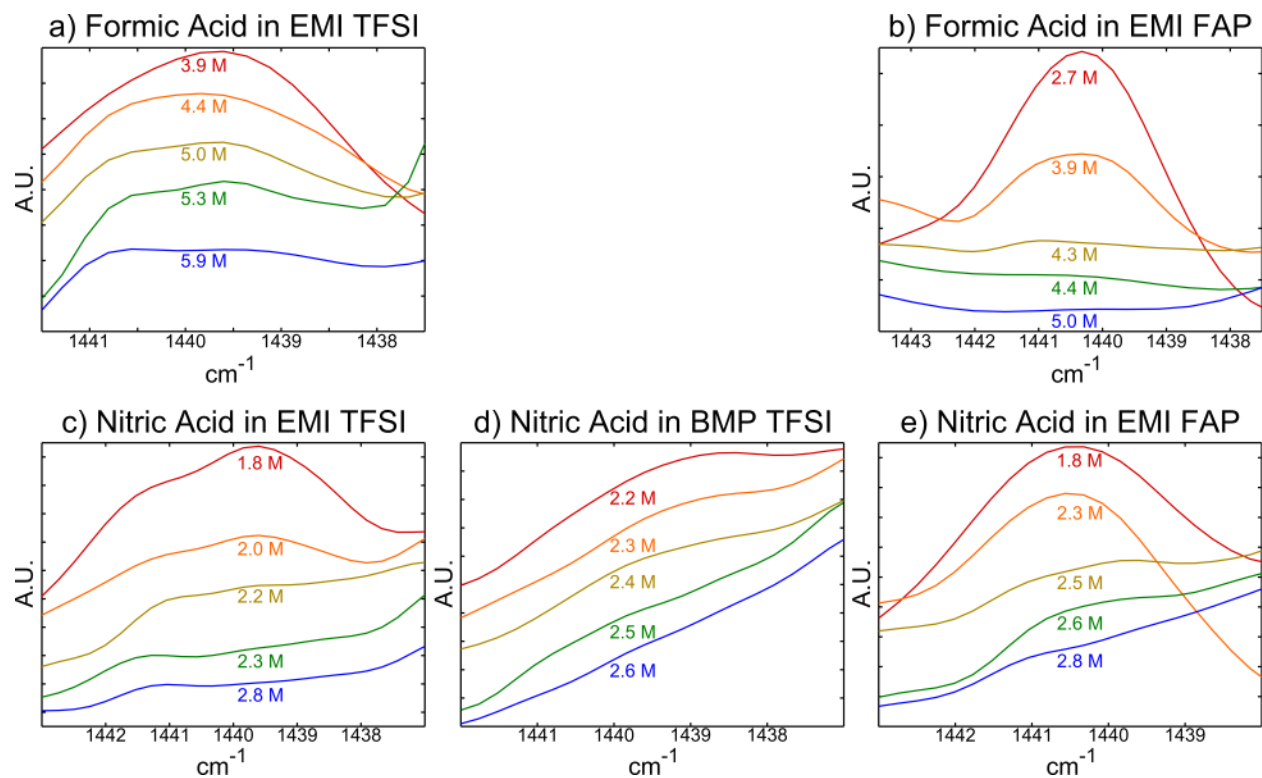 a) Formic Acid in EMI TFSI
A.U.
3.9 M
4.4 M
5.0 M
5.3 M
5.9 M
1441 1440 1439 1438
cm-1
b) Formic Acid in EMI FAP
A.U.
2.7 M
3.9 M
4.3 M
4.4 M
5.0 M
1443 1442 1441 1440 1439 1438
cm-1
c) Nitric Acid in EMI TFSI
A.U.
1.8 M
2.0 M
2.2 M
2.3 M
2.8 M
1442 1441 1440 1439 1438
cm-1
d) Nitric Acid in BMP TFSI
A.U.
2.2 M
2.3 M
2.4 M
2.5 M
2.6 M
1441 1440 1439 1438
cm-1
e) Nitric Acid in EMI FAP
A.U.
1.8 M
2.3 M
2.5 M
2.6 M
2.8 M
1442 1441 1440 1439
cm-1